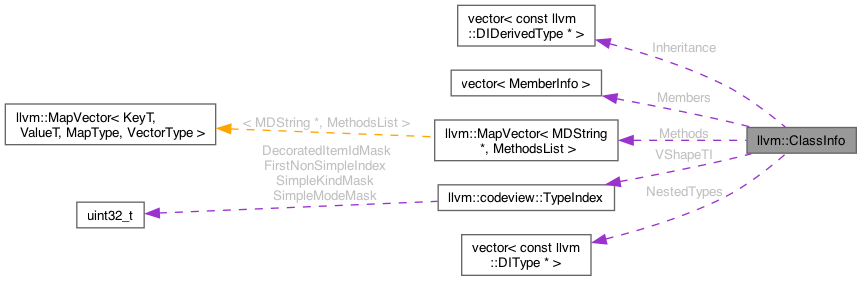 vector< const llvm
::DIDerivedType * >
Inheritance
vector< MemberInfo >
Members
llvm::MapVector< KeyT,
ValueT, MapType, VectorType >
< MDString *, MethodsList >
llvm::MapVector< MDString
*, MethodsList >
Methods
llvm::ClassInfo
VShapeTI
DecoratedItemIdMask
FirstNonSimpleIndex
SimpleKindMask
SimpleModeMask
llvm::codeview::TypeIndex
NestedTypes
uint32_t
vector< const llvm
::DIType * >